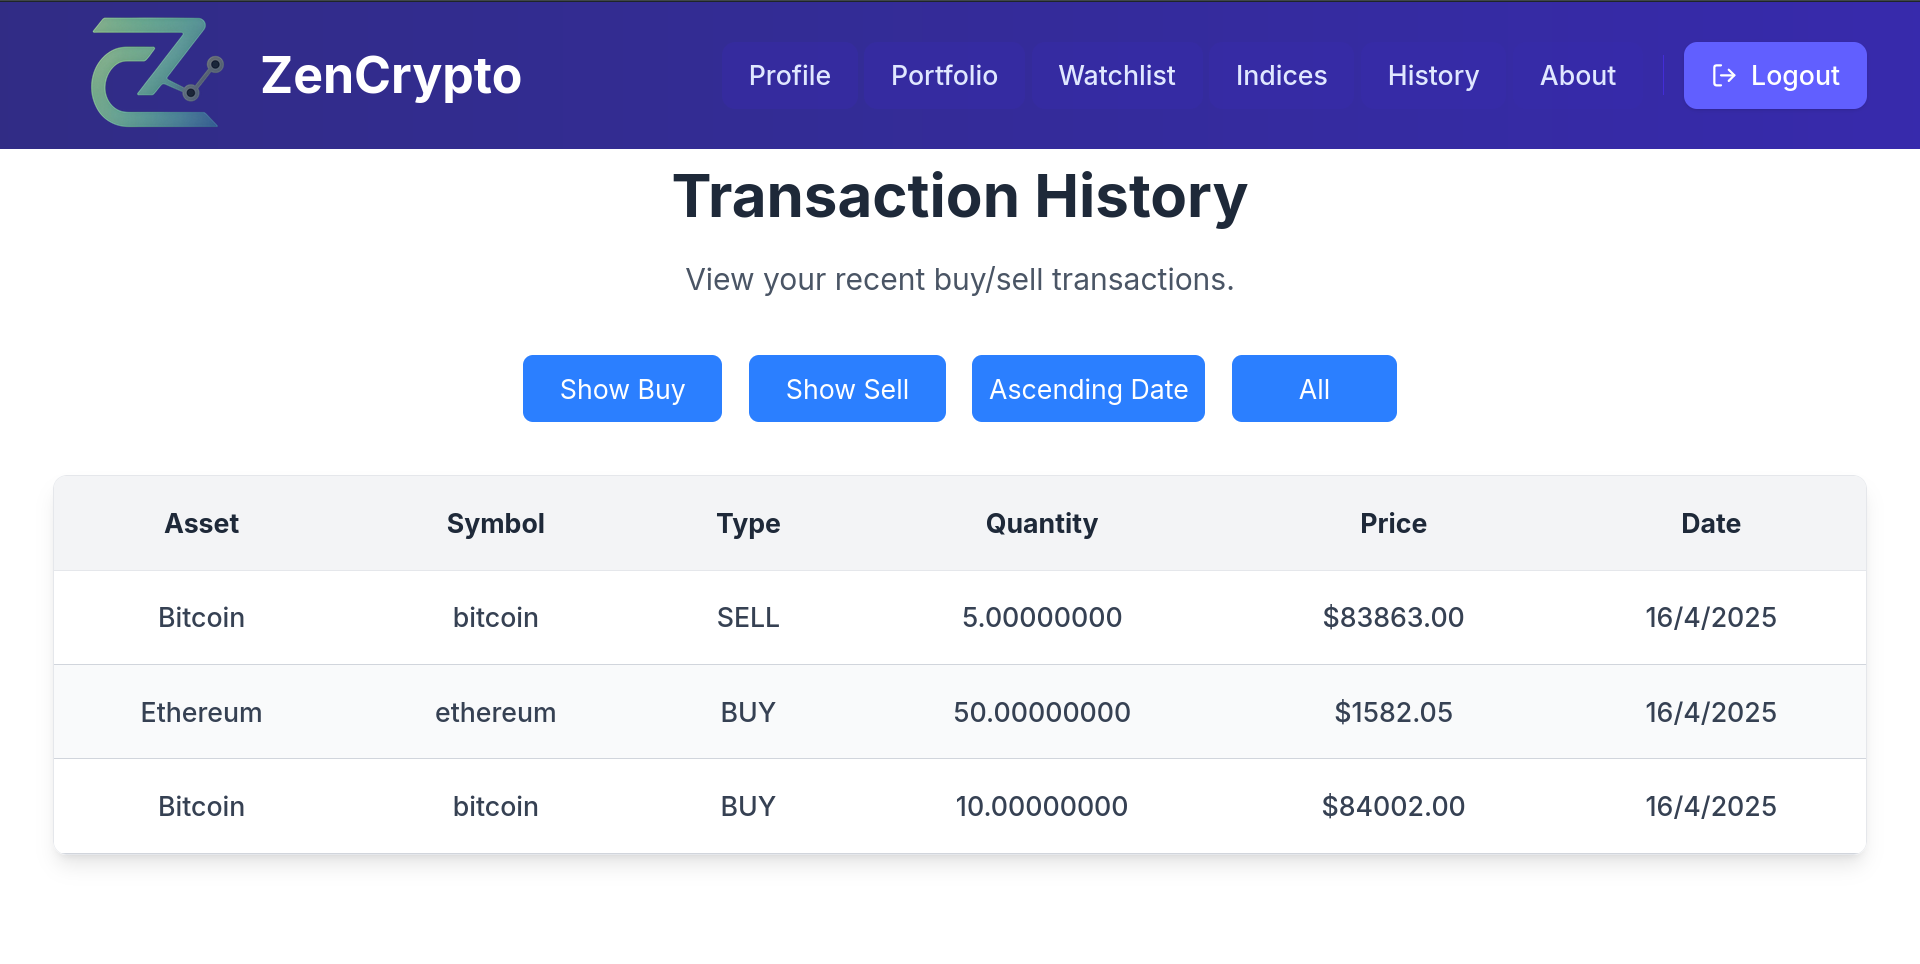 ZenCrypto Profile Portfolio Watchlist Indices History About Logout
Transaction History
View your recent buy/sell transactions.
Show Buy Show Sell Ascending Date All
Asset Symbol Type Quantity Price Date
Bitcoin bitcoin SELL 5.00000000 $83863.00 16/4/2025
Ethereum ethereum BUY 50.00000000 $1582.05 16/4/2025
Bitcoin bitcoin BUY 10.00000000 $84002.00 16/4/2025